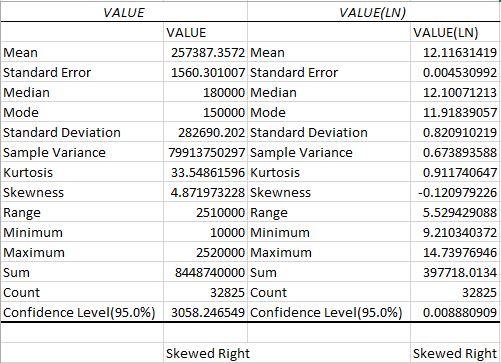 VALUE VALUE(LN)
VALUE VALUE(LN)
Mean 257387.3572 Mean 12.11631419
Standard Error 1560.301007 Standard Error 0.004530992
Median 180000 Median 12.10071213
Mode 150000 Mode 11.91839057
Standard Deviation 282690.202 Standard Deviation 0.820910219
Sample Variance 79913750297 Sample Variance 0.673893588
Kurtosis 33.54861596 Kurtosis 0.911740647
Skewness 4.871973228 Skewness -0.120979226
Range 2510000 Range 5.529429088
Minimum 10000 Minimum 9.210340372
Maximum 2520000 Maximum 14.73976946
Sum 8448740000 Sum 397718.0134
Count 32825 Count 32825
Confidence Level(95.0%) 3058.246549 Confidence Level(95.0%) 0.008880909
Skewed Right Skewed Right